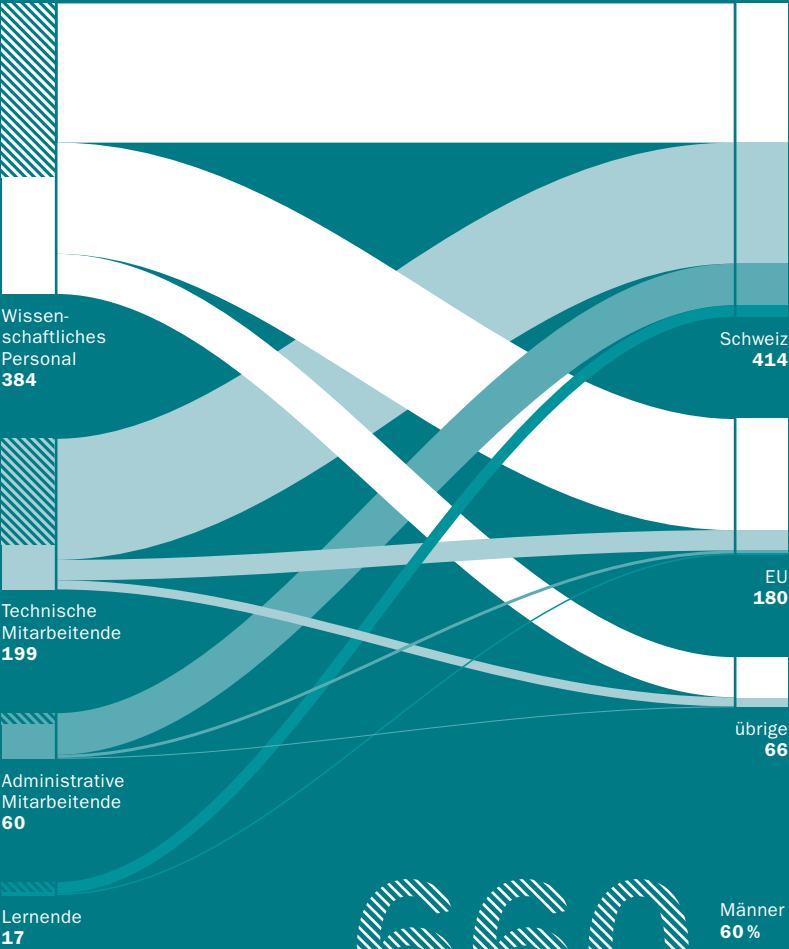 Wissen-
schaftliches
Personal
384
Schweiz
414
EU
180
Technische
Mitarbeitende
199
übrige
66
Administrative
Mitarbeitende
60
Lernende
17
660
Männer
60 %